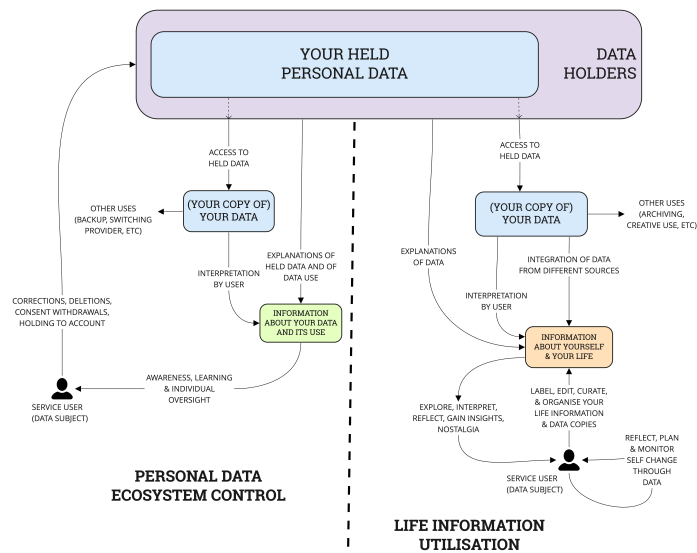 YOUR HELD
PERSONAL DATA
DATA
HOLDERS
ACCESS TO
HELD DATA
(YOUR COPY OF)
YOUR DATA
OTHER USES
(BACKUP, SWITCHING
PROVIDER, ETC)
INTERPRETATION
BY USER
EXPLANATIONS OF
HELD DATA AND OF
DATA USE
INFORMATION
ABOUT YOUR DATA
AND ITS USE
CORRECTIONS, DELETIONS,
CONSENT WITHDRAWALS,
HOLDING TO ACCOUNT
AWARENESS, LEARNING
& INDIVIDUAL
OVERSIGHT
SERVICE USER
(DATA SUBJECT)
PERSONAL DATA
ECOSYSTEM CONTROL
ACCESS TO
HELD DATA
(YOUR COPY OF)
YOUR DATA
OTHER USES
(ARCHIVING,
CREATIVE USE, ETC)
EXPLANATIONS
OF DATA
INTEGRATION OF DATA
FROM DIFFERENT SOURCES
INTERPRETATION
BY USER
INFORMATION
ABOUT YOURSELF
& YOUR LIFE
EXPLORE, INTERPRET,
REFLECT, GAIN INSIGHTS,
NOSTALGIA
LABEL, EDIT, CURATE,
& ORGANISE YOUR
LIFE INFORMATION
& DATA COPIES
REFLECT, PLAN
& MONITOR
SELF CHANGE
THROUGH
DATA
SERVICE USER
(DATA SUBJECT)
LIFE INFORMATION
UTILISATION